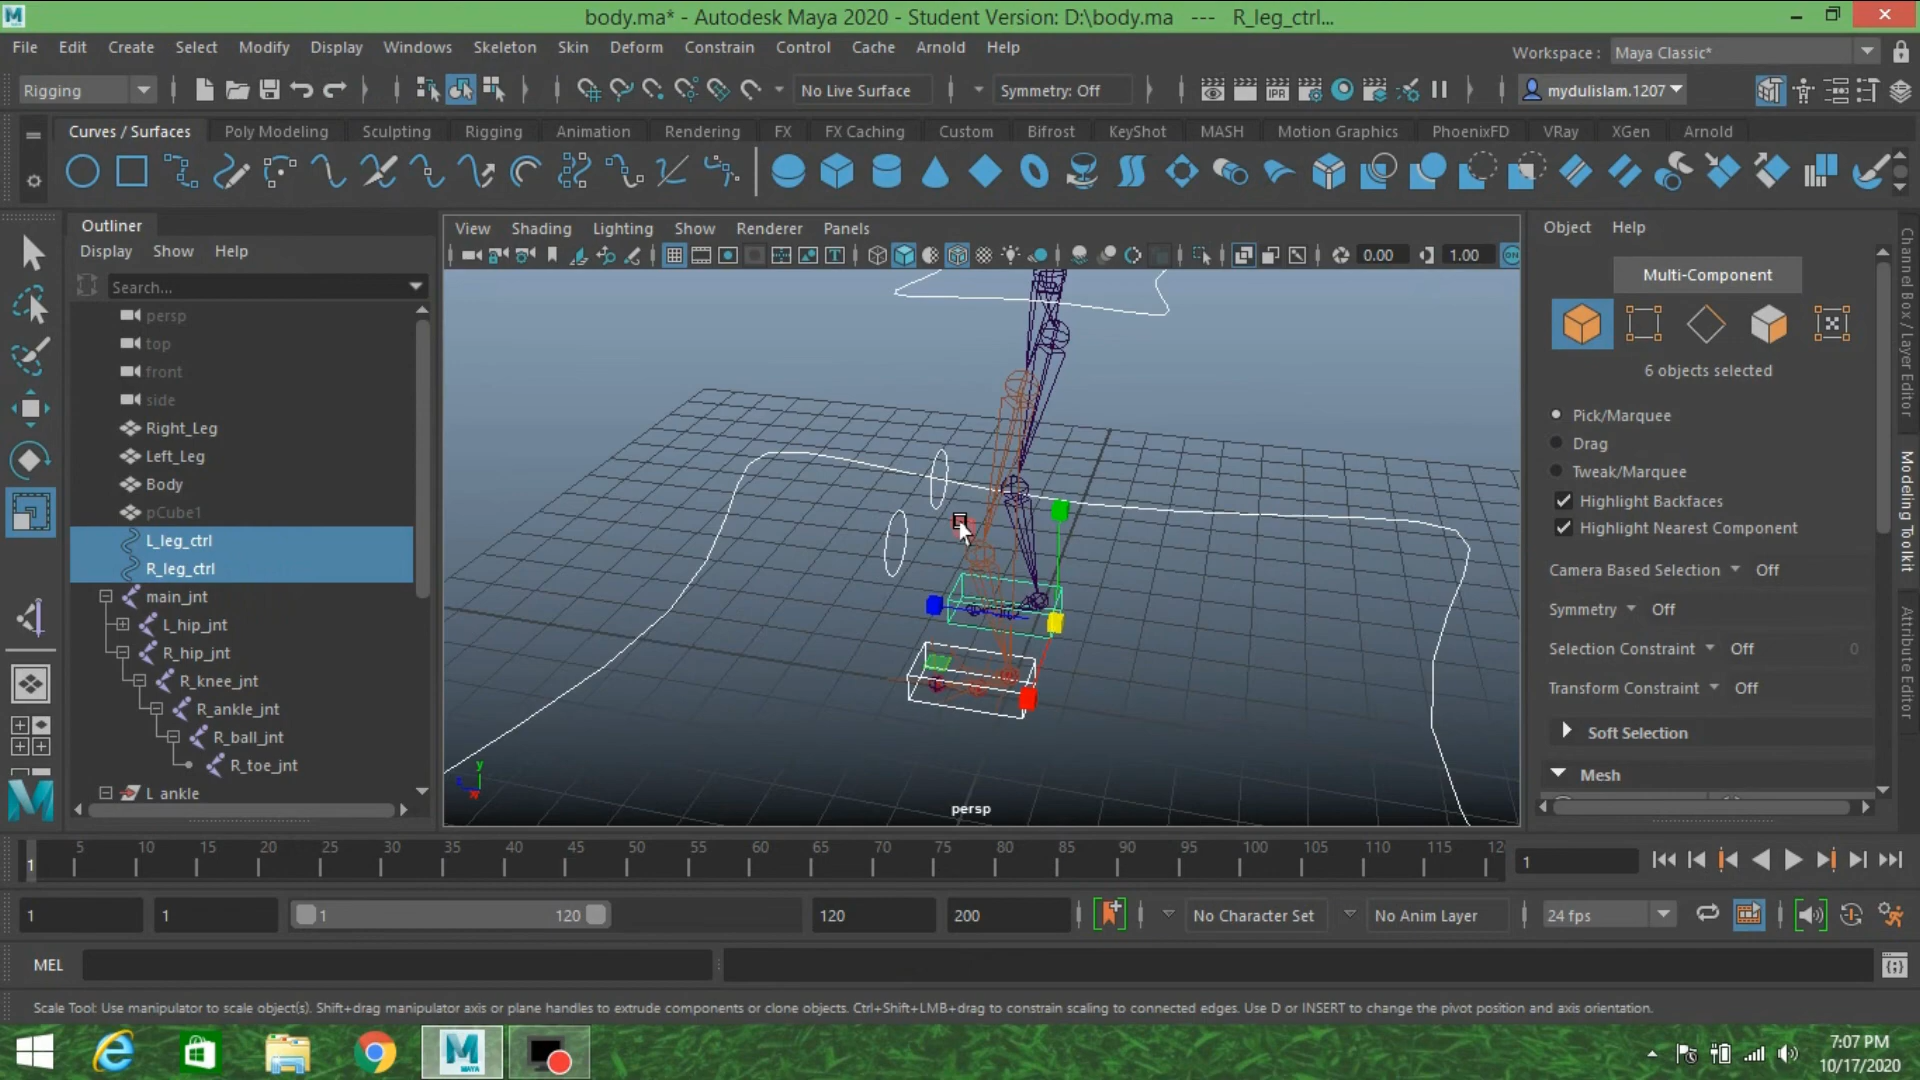 body.ma* - Autodesk Maya 2020 - Student Version: D:\body.ma --- R_leg_ctrl...
File Edit Create Select Modify Display Windows Skeleton Skin Deform Constrain Control Cache Arnold Help
Workspace : Maya Classic*
Rigging
No Live Surface
Symmetry: Off
IPR
mydulislam.1207
Curves / Surfaces Poly Modeling Sculpting Rigging Animation Rendering FX FX Caching Custom Bifrost KeyShot MASH Motion Graphics PhoenixFD VRay XGen Arnold
Outliner
Display Show Help
Search...
persp
top
front
side
Right_Leg
Left_Leg
Body
pCube1
L_leg_ctrl
R_leg_ctrl
main_jnt
L_hip_jnt
R_hip_jnt
R_knee_jnt
R_ankle_jnt
R_ball_jnt
R_toe_jnt
L ankle
View Shading Lighting Show Renderer Panels
0.00
1.00
ON
y
persp
Object Help
Multi-Component
6 objects selected
Pick/Marquee
Drag
Tweak/Marquee
Highlight Backfaces
Highlight Nearest Component
Camera Based Selection Off
Symmetry Off
Selection Constraint Off 0
Transform Constraint Off
Soft Selection
Mesh
Channel Box / Layer Editor
Modeling Toolkit
Attribute Editor
1 5 10 15 20 25 30 35 40 45 50 55 60 65 70 75 80 85 90 95 100 105 110 115 12
1
1
1
1 120
120
200
No Character Set
No Anim Layer
24 fps
MEL
Scale Tool: Use manipulator to scale object(s). Shift+drag manipulator axis or plane handles to extrude components or clone objects. Ctrl+Shift+LMB+drag to constrain scaling to connected edges. Use D or INSERT to change the pivot position and axis orientation.
M
MAYA
7:07 PM
10/17/2020